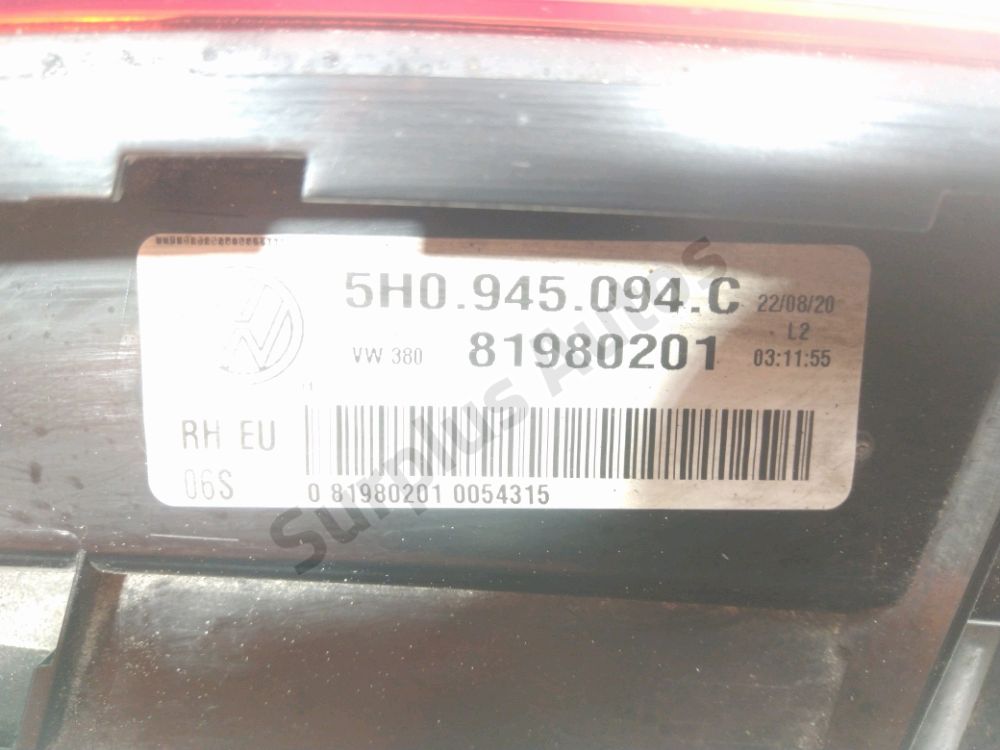 5H0.945.094.C 22/08/20
L2
VW 380 81980201 03:11:55
RH EU
06S
0 81980201 0054315
Surplus Autos